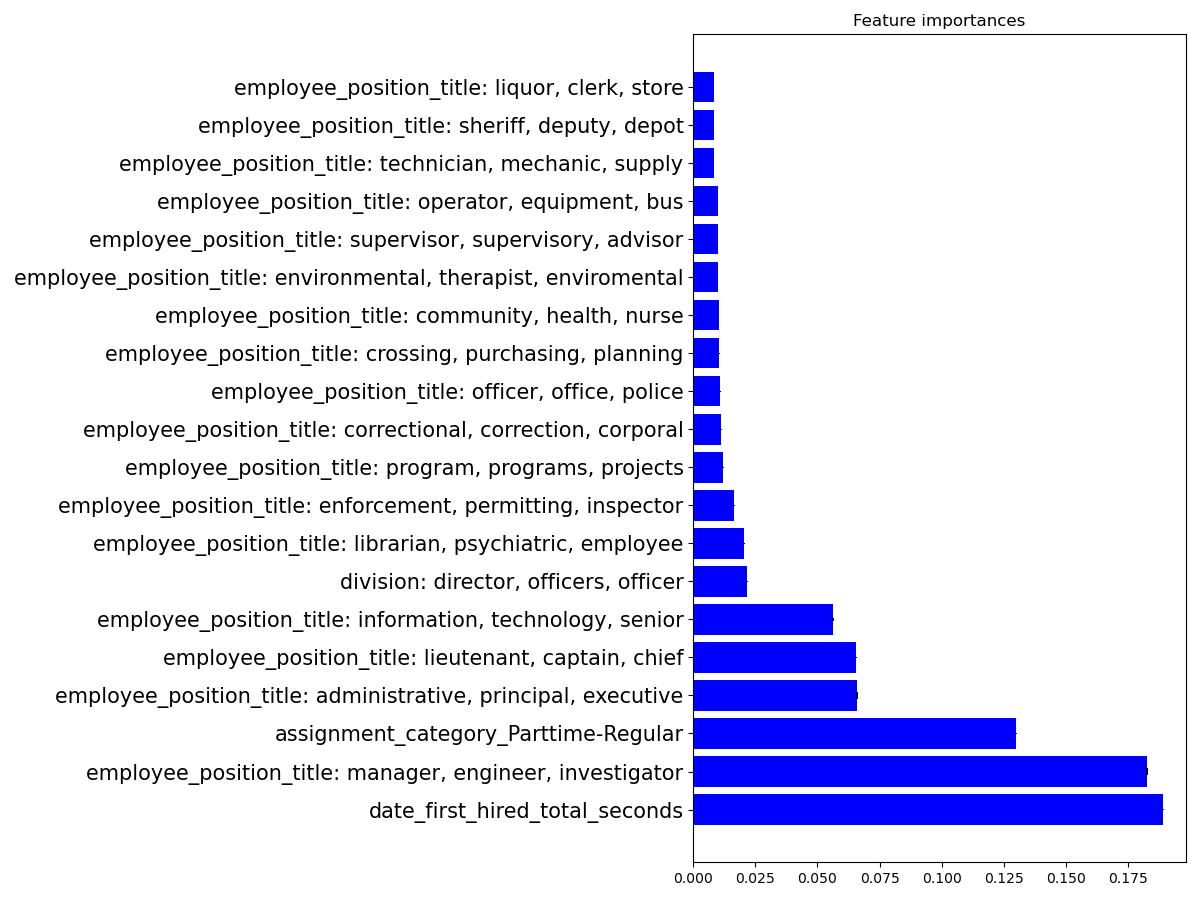 Feature importances
employee_position_title: liquor, clerk, store
employee_position_title: sheriff, deputy, depot
employee_position_title: technician, mechanic, supply
employee_position_title: operator, equipment, bus
employee_position_title: supervisor, supervisory, advisor
employee_position_title: environmental, therapist, enviromental
employee_position_title: community, health, nurse
employee_position_title: crossing, purchasing, planning
employee_position_title: officer, office, police
employee_position_title: correctional, correction, corporal
employee_position_title: program, programs, projects
employee_position_title: enforcement, permitting, inspector
employee_position_title: librarian, psychiatric, employee
division: director, officers, officer
employee_position_title: information, technology, senior
employee_position_title: lieutenant, captain, chief
employee_position_title: administrative, principal, executive
assignment_category_Parttime-Regular
employee_position_title: manager, engineer, investigator
date_first_hired_total_seconds
0.000 0.025 0.050 0.075 0.100 0.125 0.150 0.175